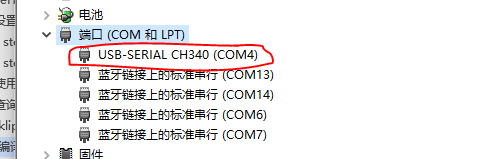 电池
端口 (COM 和 LPT)
USB-SERIAL CH340 (COM4)
蓝牙链接上的标准串行 (COM13)
蓝牙链接上的标准串行 (COM14)
蓝牙链接上的标准串行 (COM6)
蓝牙链接上的标准串行 (COM7)
固件